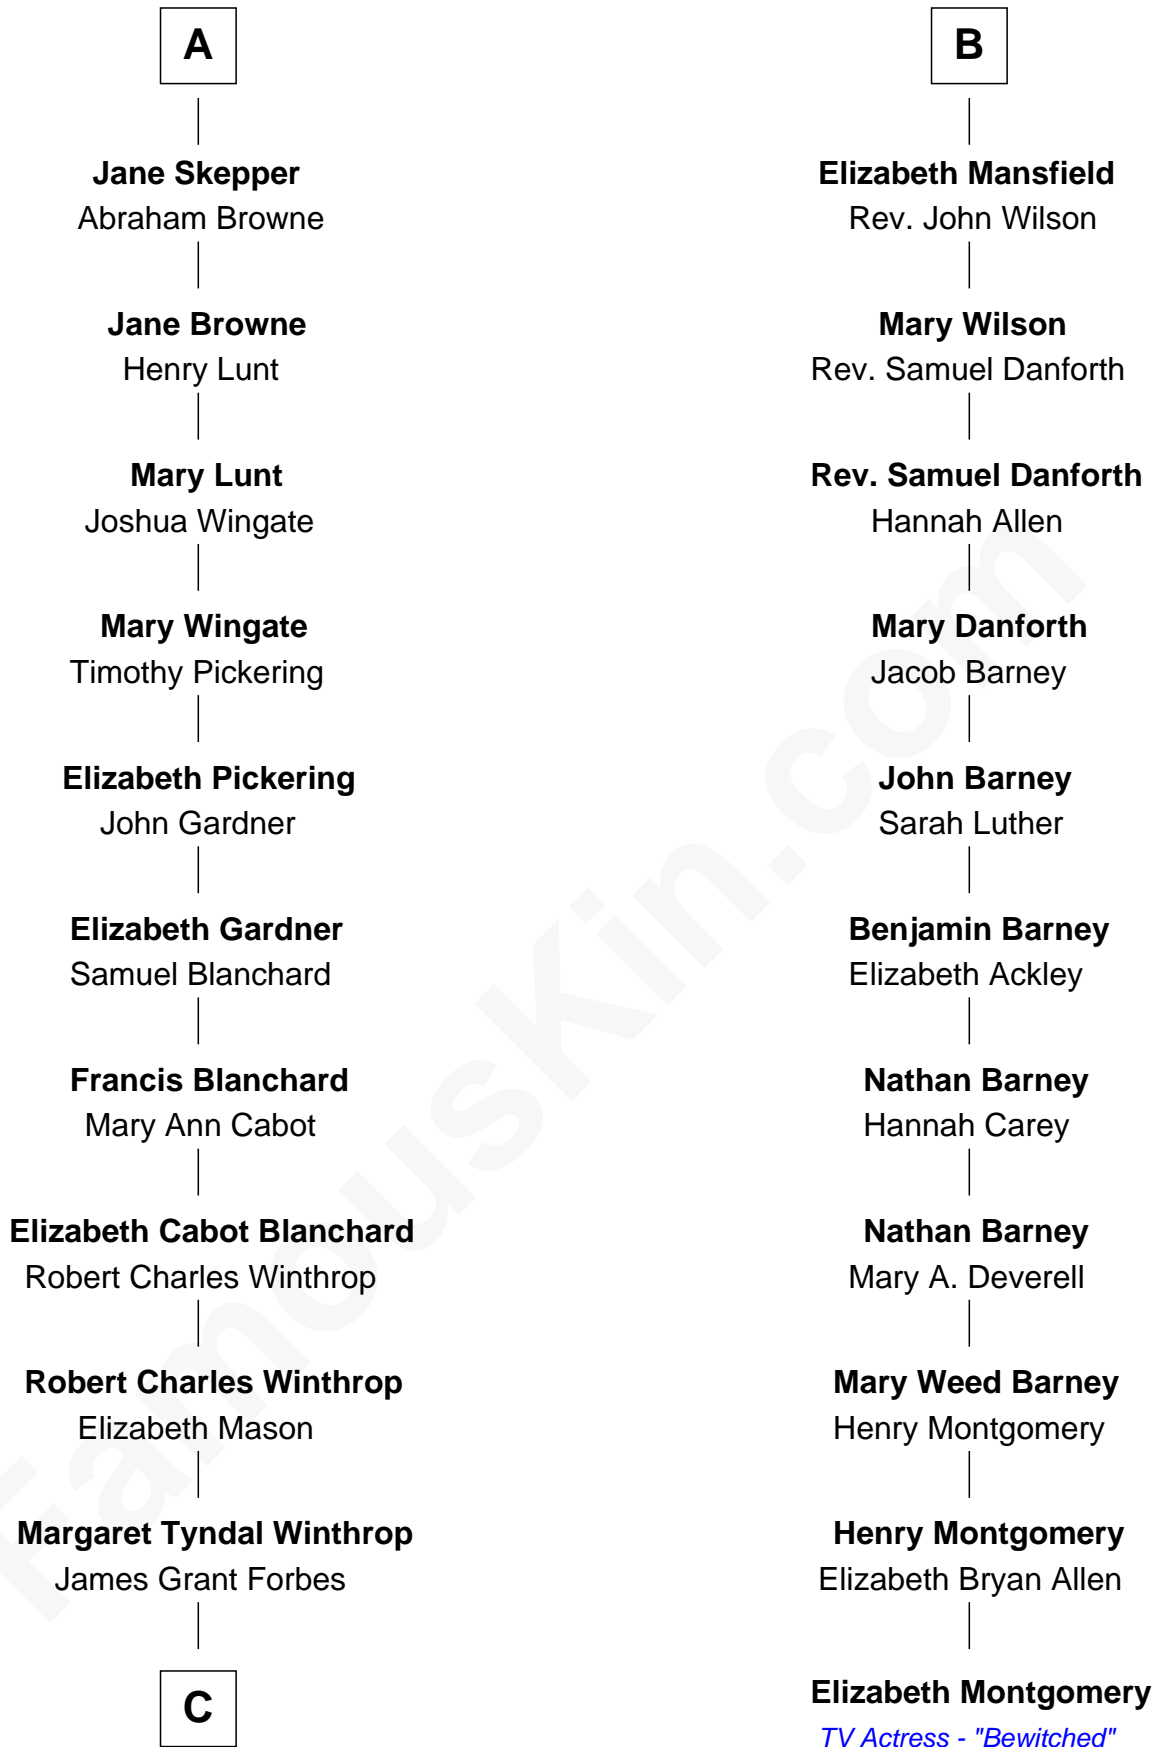 A
Jane Skepper
Abraham Browne
Jane Browne
Henry Lunt
Mary Lunt
Joshua Wingate
Mary Wingate
Timothy Pickering
Elizabeth Pickering
John Gardner
Elizabeth Gardner
Samuel Blanchard
Francis Blanchard
Mary Ann Cabot
Elizabeth Cabot Blanchard
Robert Charles Winthrop
Robert Charles Winthrop
Elizabeth Mason
Margaret Tyndal Winthrop
James Grant Forbes
C
B
Elizabeth Mansfield
Rev. John Wilson
Mary Wilson
Rev. Samuel Danforth
Rev. Samuel Danforth
Hannah Allen
Mary Danforth
Jacob Barney
John Barney
Sarah Luther
Benjamin Barney
Elizabeth Ackley
Nathan Barney
Hannah Carey
Nathan Barney
Mary A. Deverell
Mary Weed Barney
Henry Montgomery
Henry Montgomery
Elizabeth Bryan Allen
Elizabeth Montgomery
TV Actress - "Bewitched"
FamousKin.com